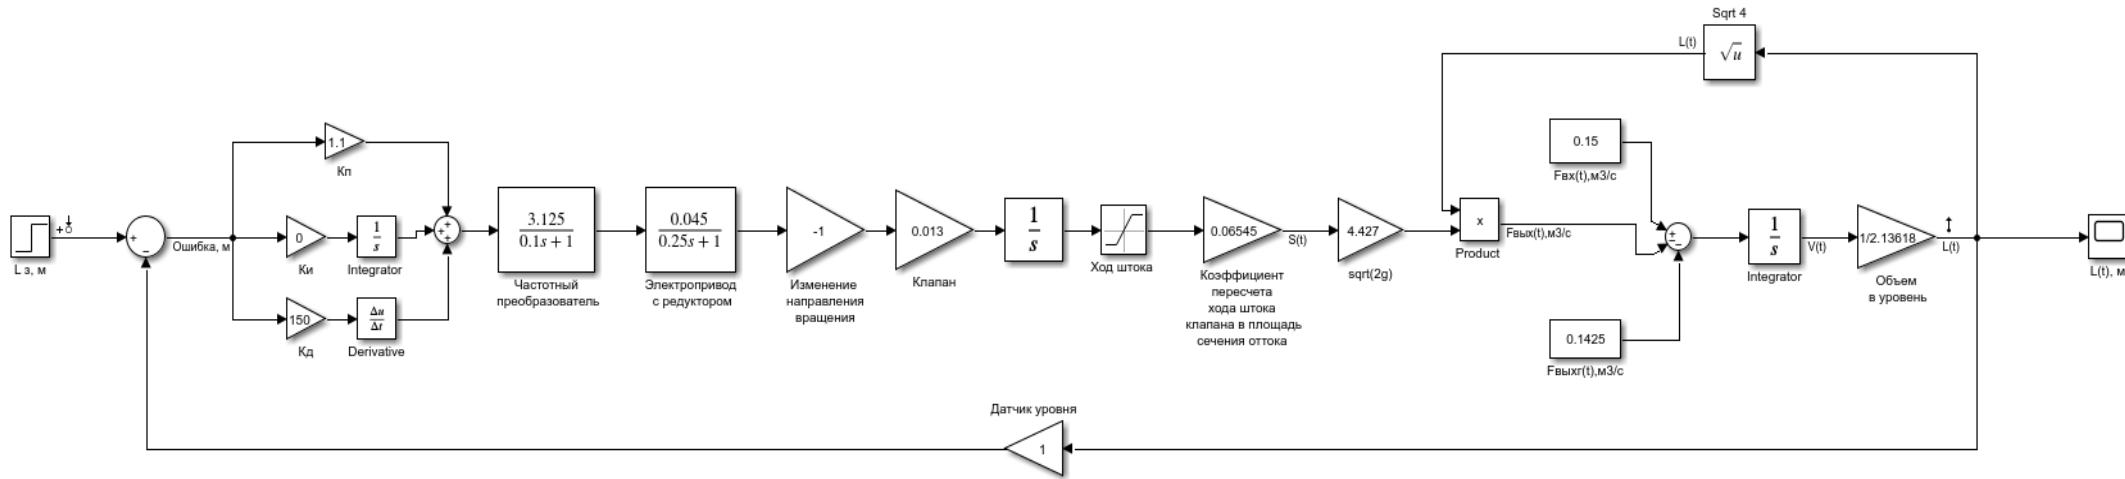 Sqrt 4
√u
L(t)
0.15
Fвх(t),м3/с
1.1
Кп
L з, м
+
−
Ошибка, м
0
Ки
1
s
Integrator
+
+
+
3.125
0.1s + 1
Частотный
преобразователь
0.045
0.25s + 1
Электропривод
с редуктором
-1
Изменение
направления
вращения
0.013
Клапан
1
s
Ход штока
0.06545
Коэффициент
пересчета
хода штока
клапана в площадь
сечения оттока
S(t)
4.427
sqrt(2g)
x
Product
Fвых(t),м3/с
+
−
−
1
s
Integrator
V(t)
1/2.13618
Объем
в уровень
L(t)
L(t), м
150
Кд
Δu
Δt
Derivative
0.1425
Fвыхг(t),м3/с
Датчик уровня
1